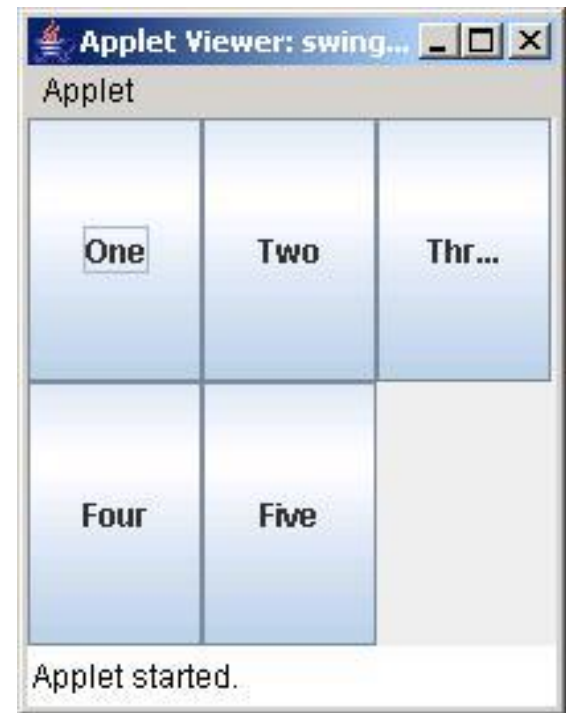 Applet Viewer: swing...
Applet
One Two Thr...
Four Five
Applet started.